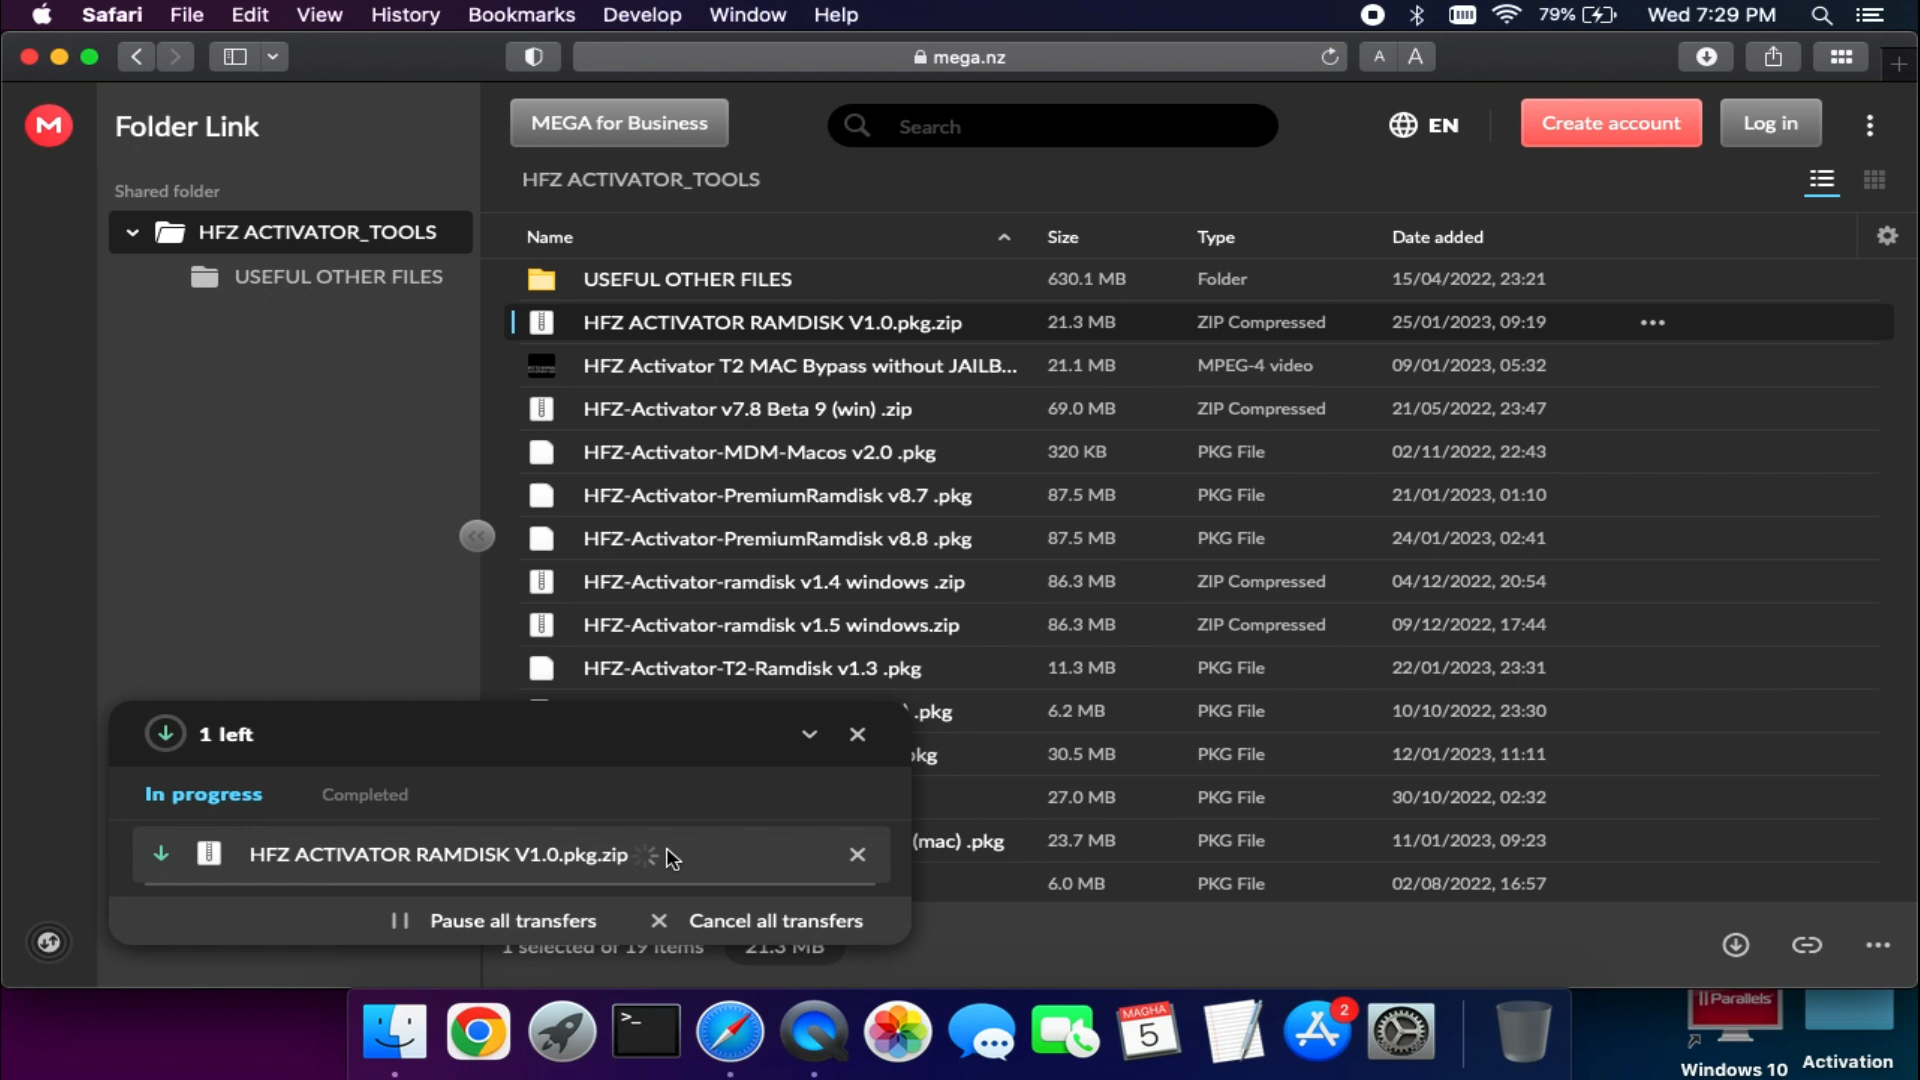 Safari File Edit View History Bookmarks Develop Window Help 79% Wed 7:29 PM
mega.nz A A
M Folder Link MEGA for Business Search EN Create account Log in
HFZ ACTIVATOR_TOOLS
Shared folder
HFZ ACTIVATOR_TOOLS
USEFUL OTHER FILES
Name Size Type Date added
USEFUL OTHER FILES 630.1 MB Folder 15/04/2022, 23:21
HFZ ACTIVATOR RAMDISK V1.0.pkg.zip 21.3 MB ZIP Compressed 25/01/2023, 09:19
HFZ Activator T2 MAC Bypass without JAILB... 21.1 MB MPEG-4 video 09/01/2023, 05:32
HFZ-Activator v7.8 Beta 9 (win) .zip 69.0 MB ZIP Compressed 21/05/2022, 23:47
HFZ-Activator-MDM-Macos v2.0 .pkg 320 KB PKG File 02/11/2022, 22:43
HFZ-Activator-PremiumRamdisk v8.7 .pkg 87.5 MB PKG File 21/01/2023, 01:10
HFZ-Activator-PremiumRamdisk v8.8 .pkg 87.5 MB PKG File 24/01/2023, 02:41
HFZ-Activator-ramdisk v1.4 windows .zip 86.3 MB ZIP Compressed 04/12/2022, 20:54
HFZ-Activator-ramdisk v1.5 windows.zip 86.3 MB ZIP Compressed 09/12/2022, 17:44
HFZ-Activator-T2-Ramdisk v1.3 .pkg 11.3 MB PKG File 22/01/2023, 23:31
.pkg 6.2 MB PKG File 10/10/2022, 23:30
kg 30.5 MB PKG File 12/01/2023, 11:11
27.0 MB PKG File 30/10/2022, 02:32
(mac) .pkg 23.7 MB PKG File 11/01/2023, 09:23
6.0 MB PKG File 02/08/2022, 16:57
1 left
In progress Completed
HFZ ACTIVATOR RAMDISK V1.0.pkg.zip
Pause all transfers Cancel all transfers
1 selected of 19 items 21.3 MB
MAGHA
5
2
Parallels
Windows 10 Activation